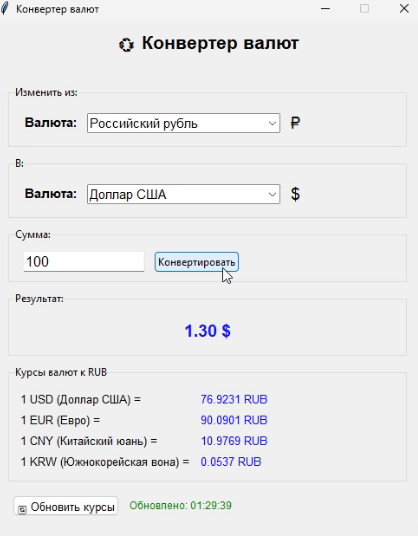 Конвертер валют
Конвертер валют
Изменить из:
Валюта: Российский рубль ₽
В:
Валюта: Доллар США $
Сумма:
100 Конвертировать
Результат:
1.30 $
Курсы валют к RUB
1 USD (Доллар США) = 76.9231 RUB
1 EUR (Евро) = 90.0901 RUB
1 CNY (Китайский юань) = 10.9769 RUB
1 KRW (Южнокорейская вона) = 0.0537 RUB
Обновить курсы Обновлено: 01:29:39